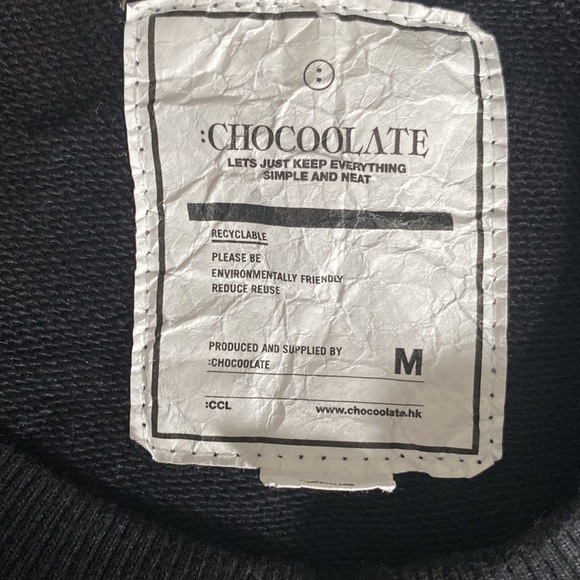 :CHOCOOLATE
LETS JUST KEEP EVERYTHING
SIMPLE AND NEAT
RECYCLABLE
PLEASE BE
ENVIRONMENTALLY FRIENDLY
REDUCE REUSE
PRODUCED AND SUPPLIED BY
:CHOCOOLATE
M
:CCL
www.chocoolate.hk